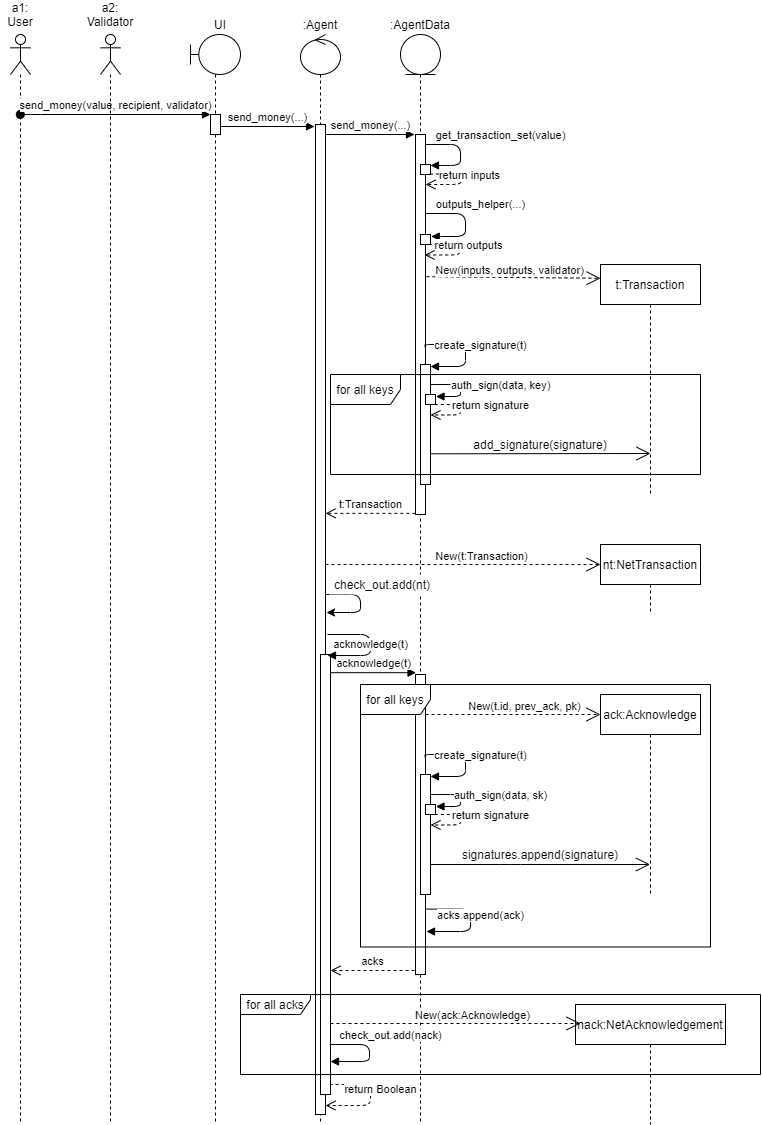 a1:
User
a2:
Validator
UI
:Agent
:AgentData
send_money(value, recipient, validator)
send_money(...)
send_money(...)
get_transaction_set(value)
return inputs
outputs_helper(...)
return outputs
New(inputs, outputs, validator)
t:Transaction
create_signature(t)
for all keys
auth_sign(data, key)
return signature
add_signature(signature)
t:Transaction
New(t:Transaction)
nt:NetTransaction
check_out.add(nt)
acknowledge(t)
acknowledge(t)
for all keys
New(t.id, prev_ack, pk)
ack:Acknowledge
create_signature(t)
auth_sign(data, sk)
return signature
signatures.append(signature)
acks.append(ack)
acks
for all acks
New(ack:Acknowledge)
nack:NetAcknowledgement
check_out.add(nack)
return Boolean